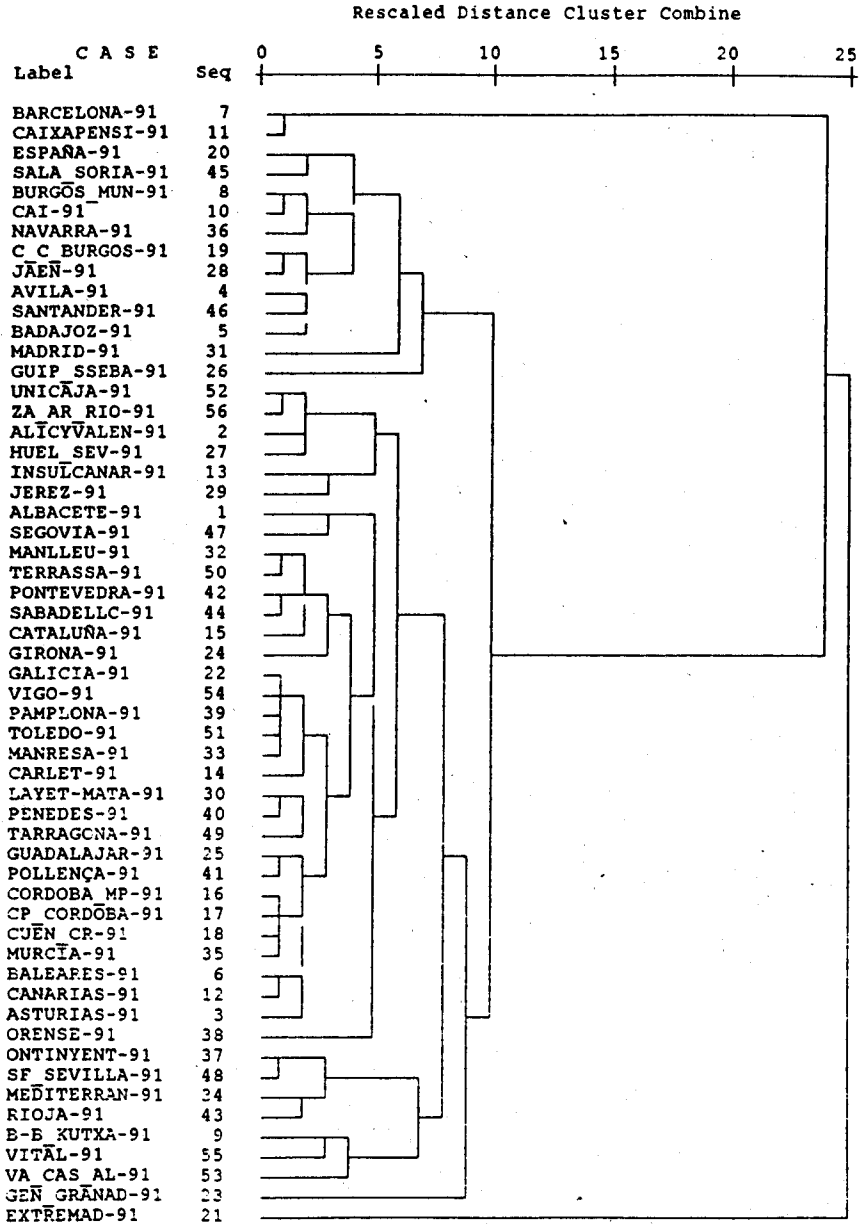 Rescaled Distance Cluster Combine
C A S E 0 5 10 15 20 25
Label Seq
BARCELONA-91 7
CAIXAPENSI-91 11
ESPAÑA-91 20
SALA_SORIA-91 45
BURGOS_MUN-91 8
CAI-91 10
NAVARRA-91 36
C_C_BURGOS-91 19
JAEN-91 28
AVILA-91 4
SANTANDER-91 46
BADAJOZ-91 5
MADRID-91 31
GUIP_SSEBA-91 26
UNICAJA-91 52
ZA_AR_RIO-91 56
ALICYVALEN-91 2
HUEL_SEV-91 27
INSULCANAR-91 13
JEREZ-91 29
ALBACETE-91 1
SEGOVIA-91 47
MANLLEU-91 32
TERRASSA-91 50
PONTEVEDRA-91 42
SABADELLC-91 44
CATALUÑA-91 15
GIRONA-91 24
GALICIA-91 22
VIGO-91 54
PAMPLONA-91 39
TOLEDO-91 51
MANRESA-91 33
CARLET-91 14
LAYET-MATA-91 30
PENEDES-91 40
TARRAGONA-91 49
GUADALAJAR-91 25
POLLENÇA-91 41
CORDOBA_MP-91 16
CP_CORDOBA-91 17
CUEN_CR-91 18
MURCIA-91 35
BALEARES-91 6
CANARIAS-91 12
ASTURIAS-91 3
ORENSE-91 38
ONTINYENT-91 37
SF_SEVILLA-91 48
MEDITERRAN-91 34
RIOJA-91 43
B-B_KUTXA-91 9
VITAL-91 55
VA_CAS_AL-91 53
GEN_GRANAD-91 23
EXTREMAD-91 21